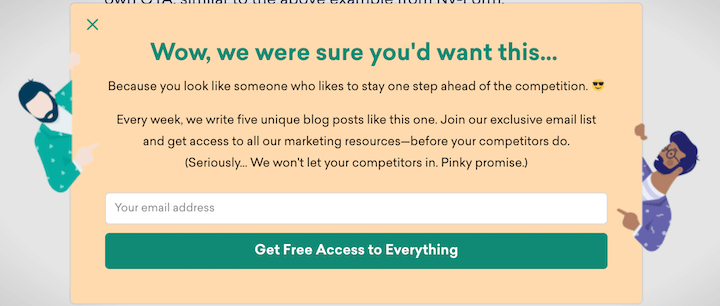 own CTA, similar to the above example from NV-Form.
Wow, we were sure you'd want this...
Because you look like someone who likes to stay one step ahead of the competition. 😎
Every week, we write five unique blog posts like this one. Join our exclusive email list
and get access to all our marketing resources—before your competitors do.
(Seriously... We won't let your competitors in. Pinky promise.)
Your email address
Get Free Access to Everything